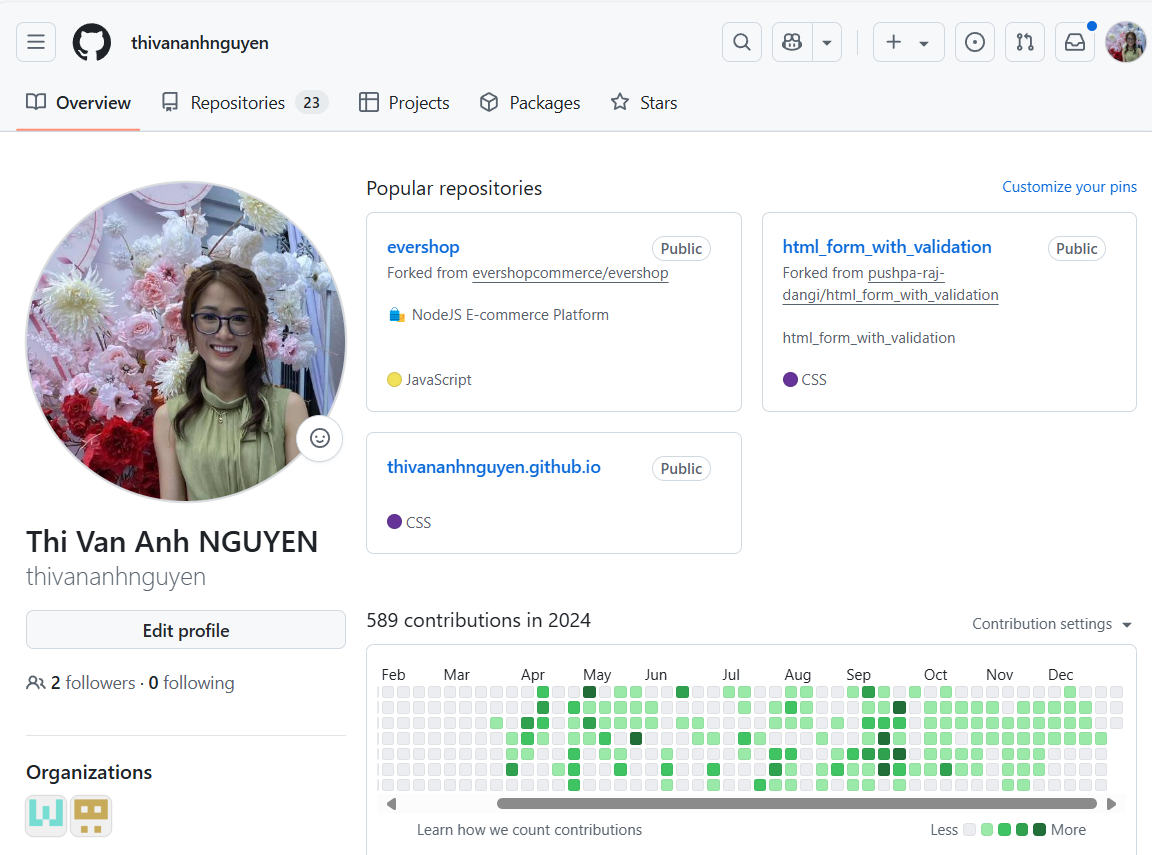 thivananhnguyen
Overview
Repositories 23
Projects
Packages
Stars
Popular repositories
Customize your pins
evershop
Public
Forked from evershopcommerce/evershop
NodeJS E-commerce Platform
JavaScript
html_form_with_validation
Public
Forked from pushpa-raj-
dangi/html_form_with_validation
html_form_with_validation
CSS
thivananhnguyen.github.io
Public
CSS
Thi Van Anh NGUYEN
thivananhnguyen
Edit profile
2 followers · 0 following
Organizations
589 contributions in 2024
Contribution settings
Feb Mar Apr May Jun Jul Aug Sep Oct Nov Dec
Learn how we count contributions
Less More